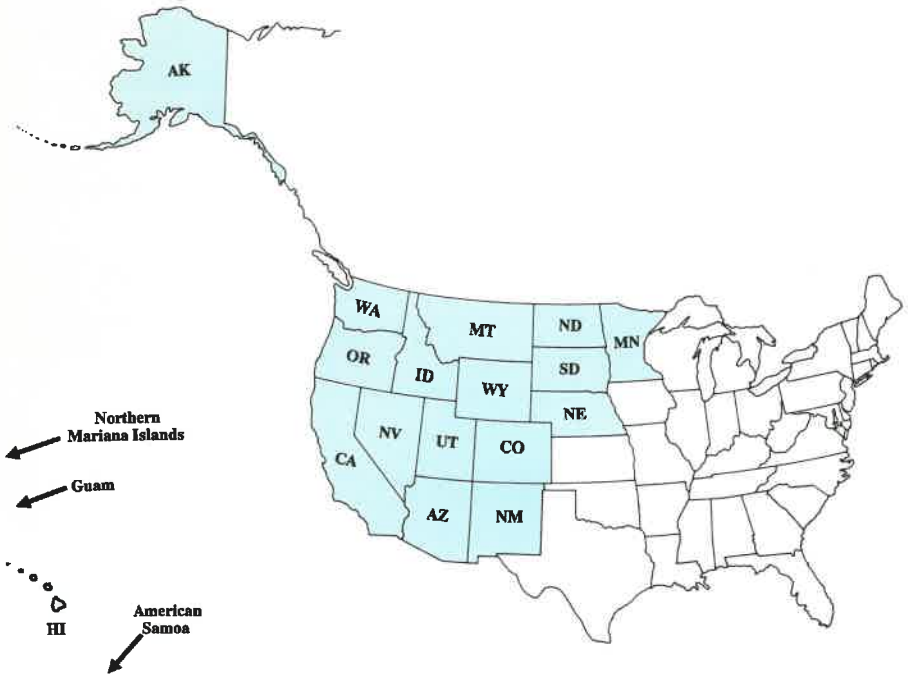 AK
WA
MT
ND
MN
OR
ID
SD
WY
NE
Northern
Mariana Islands
NV
UT
CO
CA
Guam
AZ
NM
American
Samoa
HI